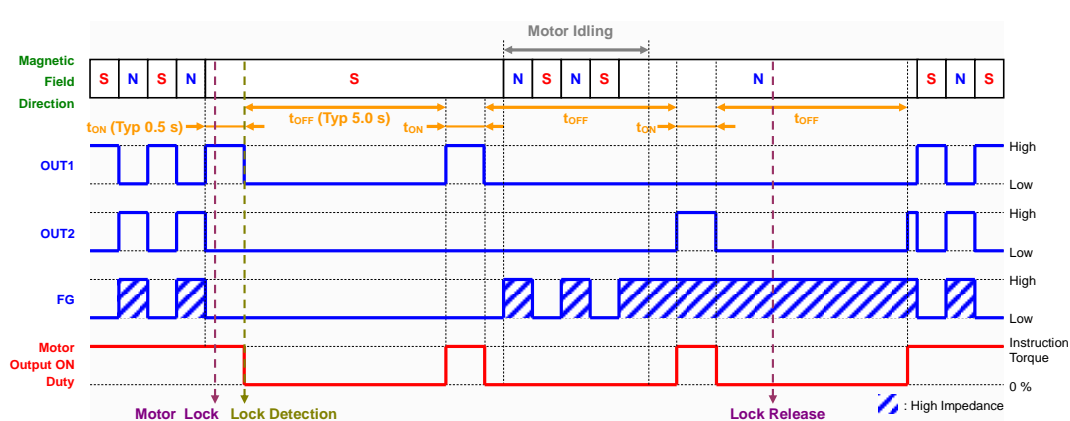 Motor Idling
Magnetic
Field
Direction
S N S N S N S N S N S N S
tON (Typ 0.5 s)
tOFF (Typ 5.0 s)
tON
tOFF
tON
tOFF
OUT1
High
Low
OUT2
High
Low
FG
High
Low
Motor
Output ON
Duty
Instruction
Torque
0 %
: High Impedance
Motor Lock
Lock Detection
Lock Release